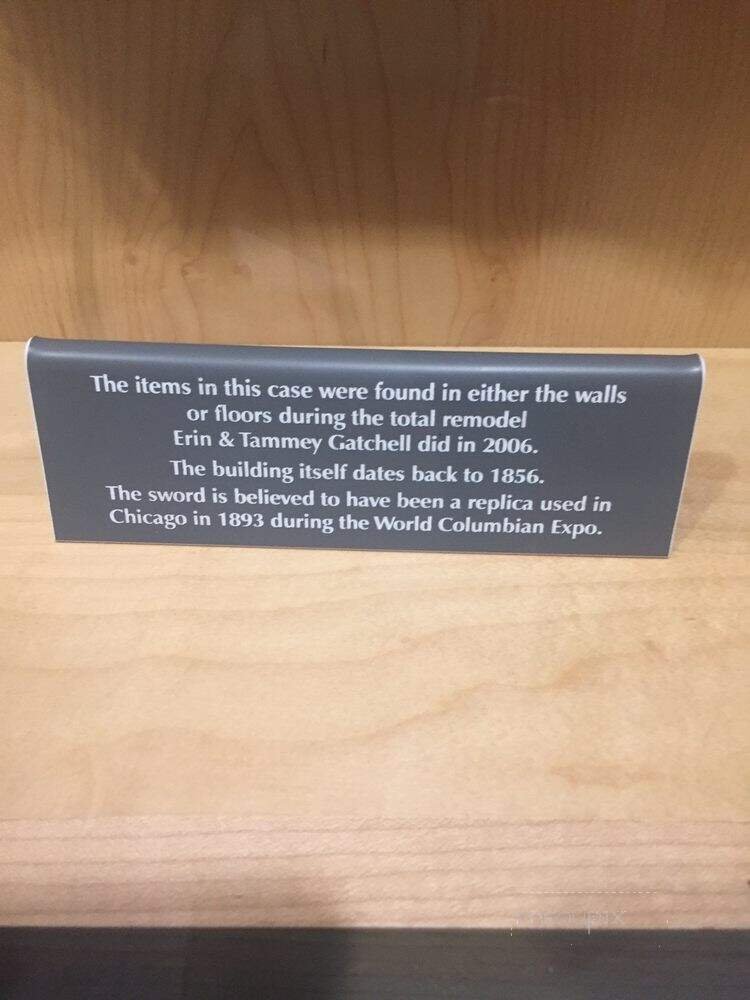 The items in this case were found in either the walls
or floors during the total remodel
Erin & Tammey Gatchell did in 2006.
The building itself dates back to 1856.
The sword is believed to have been a replica used in
Chicago in 1893 during the World Columbian Expo.